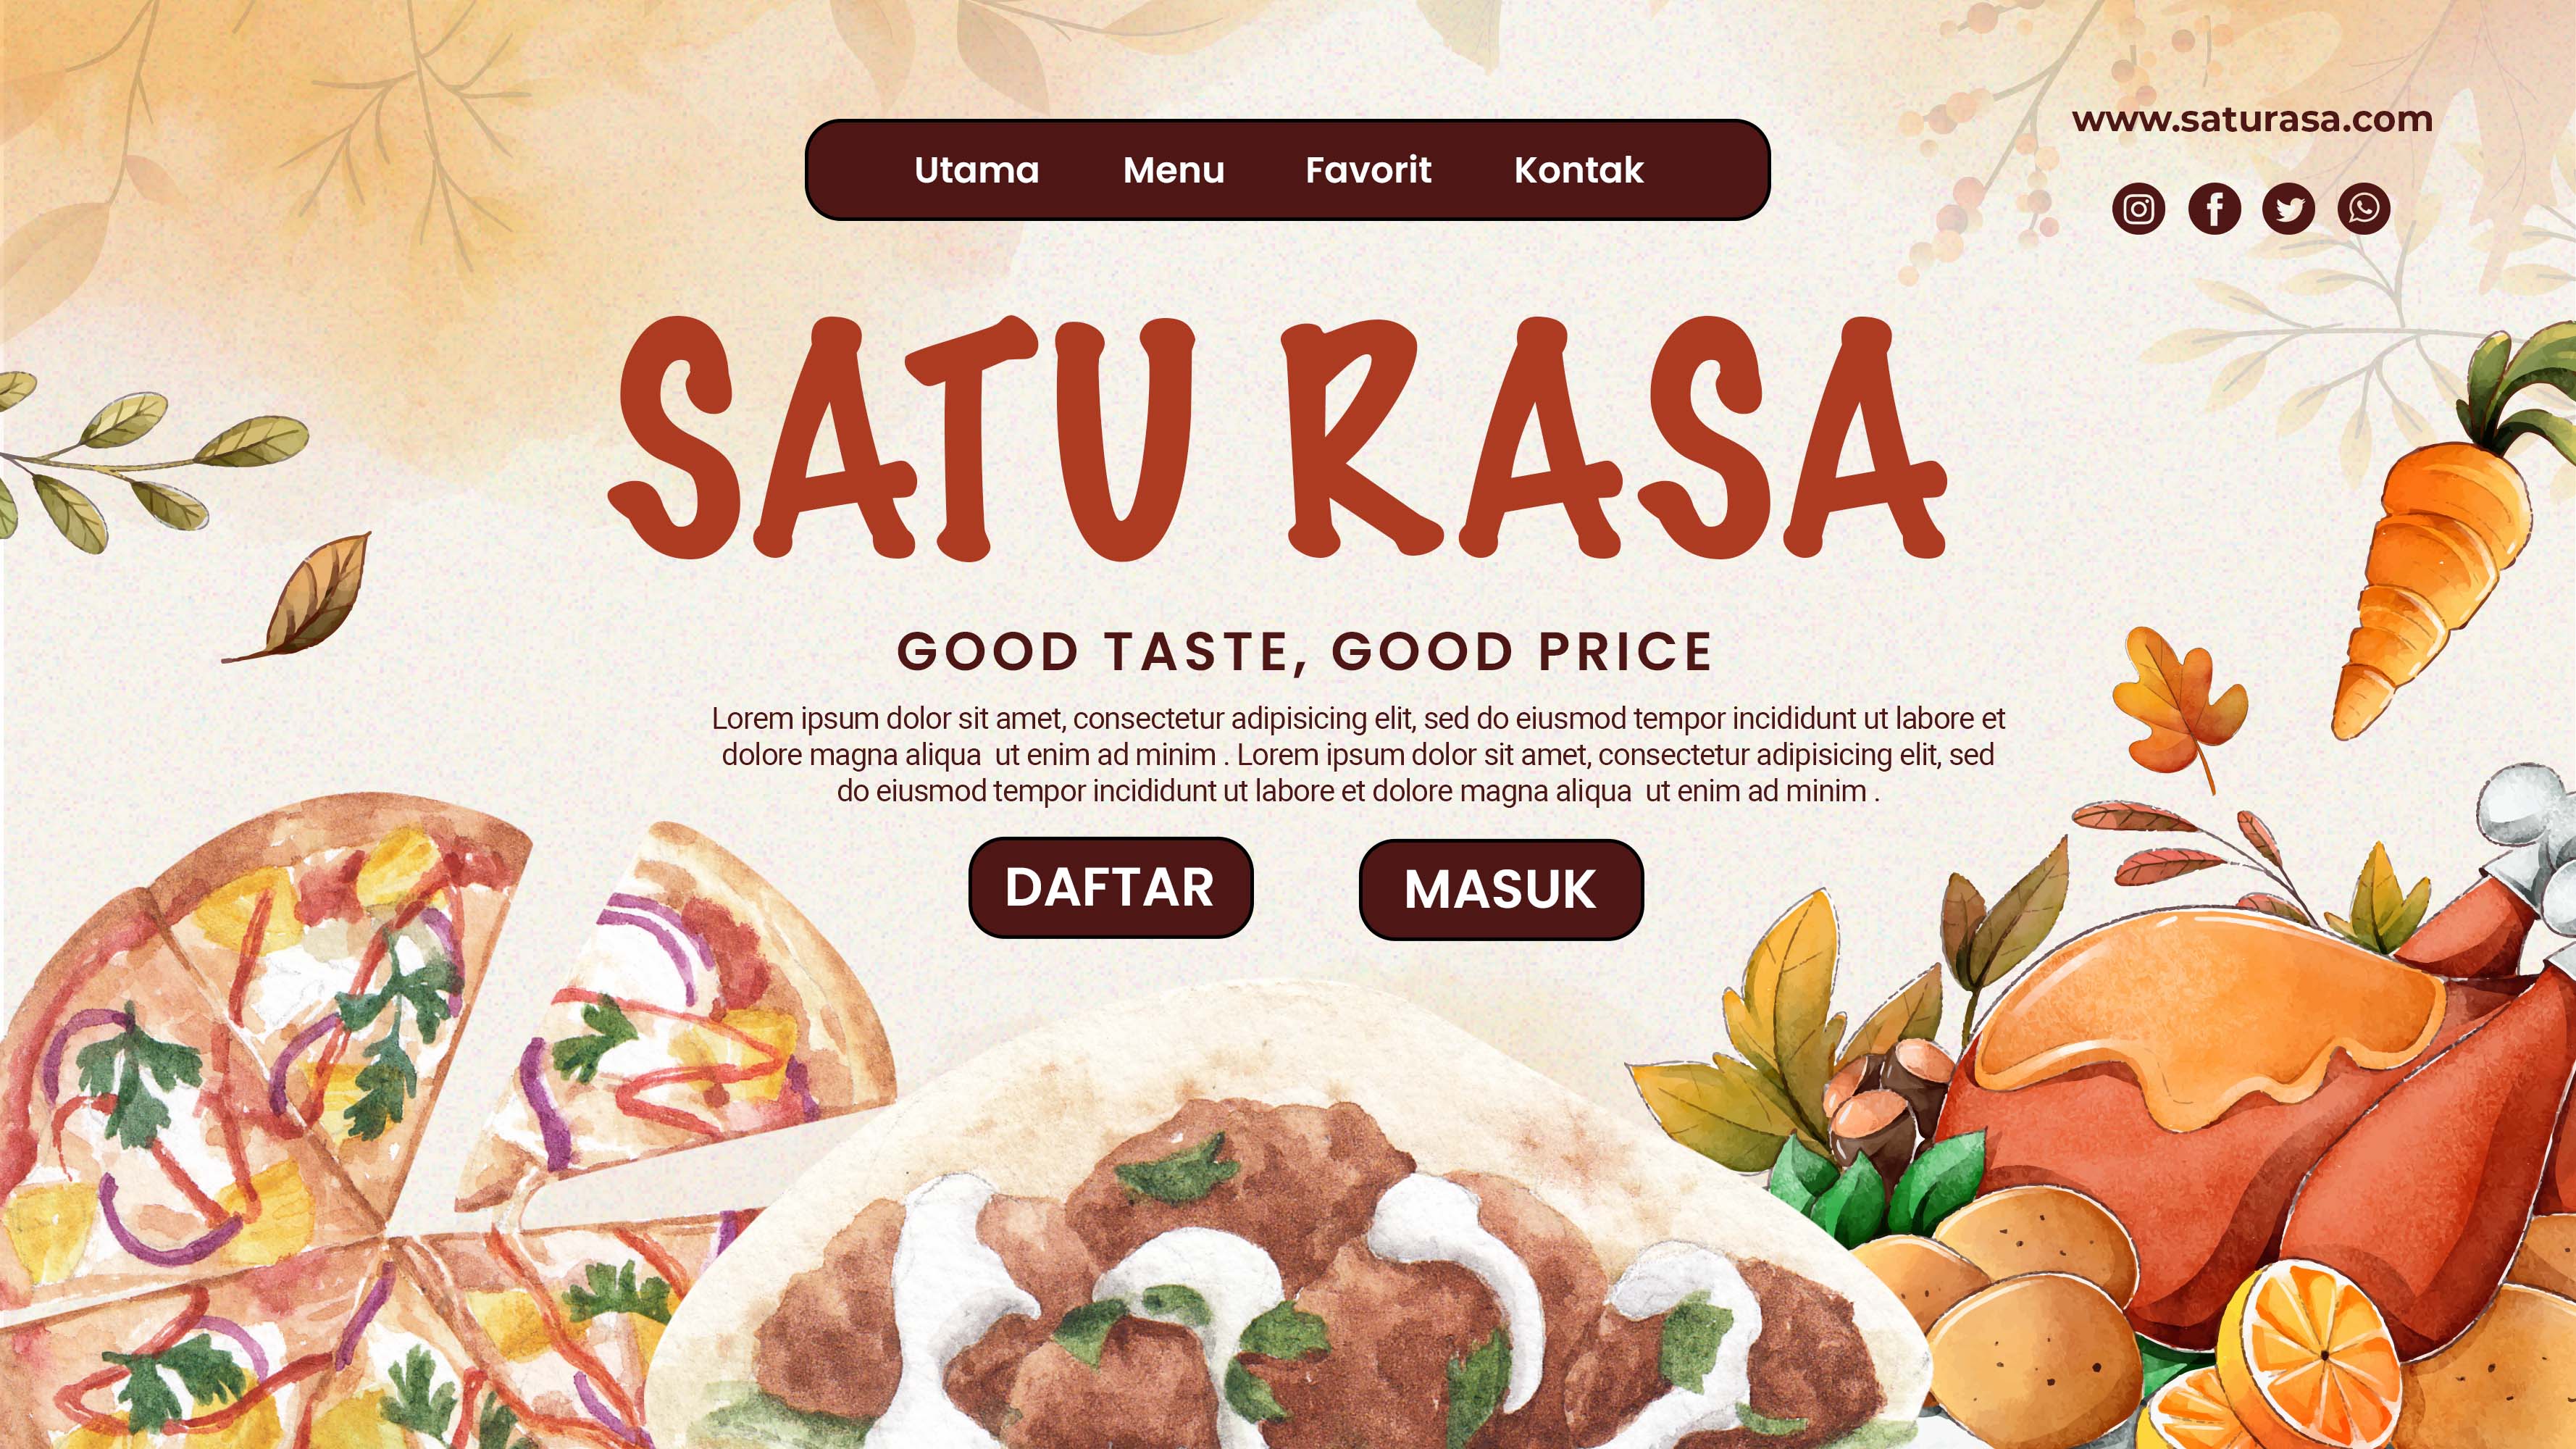 www.saturasa.com
Utama Menu Favorit Kontak
SATU RASA
GOOD TASTE, GOOD PRICE
Lorem ipsum dolor sit amet, consectetur adipisicing elit, sed do eiusmod tempor incididunt ut labore et
dolore magna aliqua  ut enim ad minim . Lorem ipsum dolor sit amet, consectetur adipisicing elit, sed
do eiusmod tempor incididunt ut labore et dolore magna aliqua  ut enim ad minim .
DAFTAR MASUK